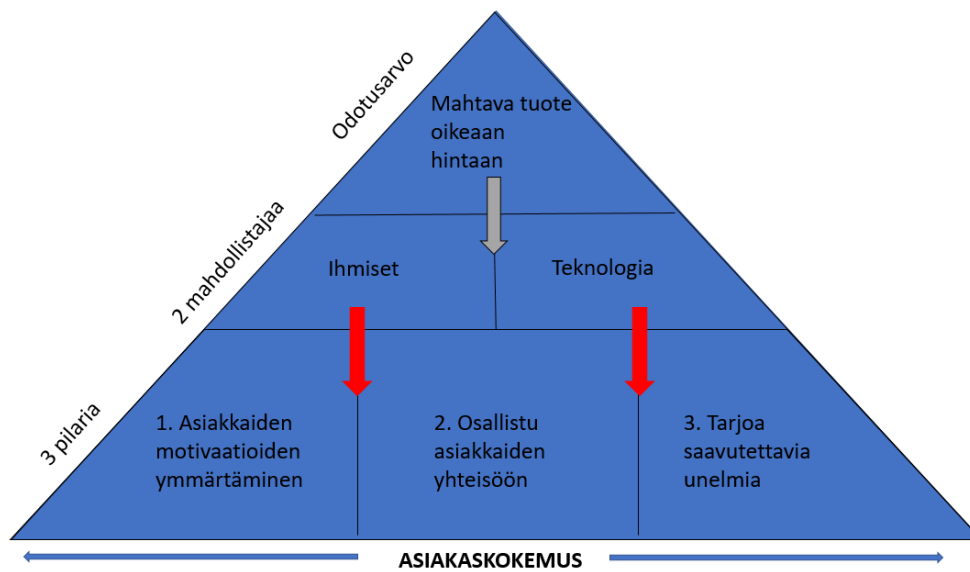 Odotusarvo
Mahtava tuote
oikeaan
hintaan
2 mahdollistajaa
Ihmiset
Teknologia
3 pilaria
1. Asiakkaiden
motivaatioiden
ymmärtäminen
2. Osallistu
asiakkaiden
yhteisöön
3. Tarjoa
saavutettavia
unelmia
ASIAKASKOKEMUS